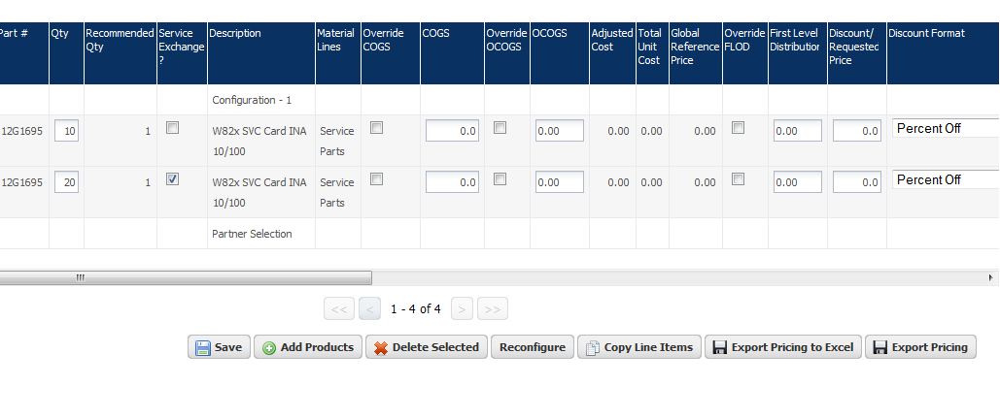 Part # Qty Recommended Qty Service Exchange ? Description Material Lines Override COGS COGS Override OCOGS OCOGS Adjusted Cost Total Unit Cost Global Reference Price Override FLOD First Level Distribution Discount/ Requested Price Discount Format
Configuration - 1
12G1695 10 1 W82x SVC Card INA 10/100 Service Parts 0.0 0.00 0.00 0.00 0.00 0.00 0.0 Percent Off
12G1695 20 1 W82x SVC Card INA 10/100 Service Parts 0.0 0.00 0.00 0.00 0.00 0.00 0.0 Percent Off
Partner Selection
<< < 1 - 4 of 4 > >>
Save Add Products Delete Selected Reconfigure Copy Line Items Export Pricing to Excel Export Pricing